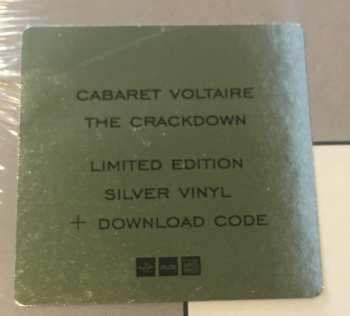 CABARET VOLTAIRE
THE CRACKDOWN
LIMITED EDITION
SILVER VINYL
+ DOWNLOAD CODE